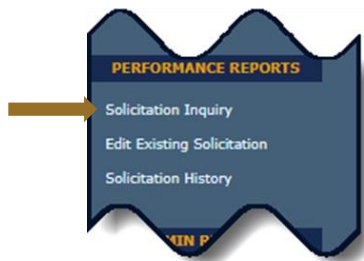 PERFORMANCE REPORTS
Solicitation Inquiry
Edit Existing Solicitation
Solicitation History